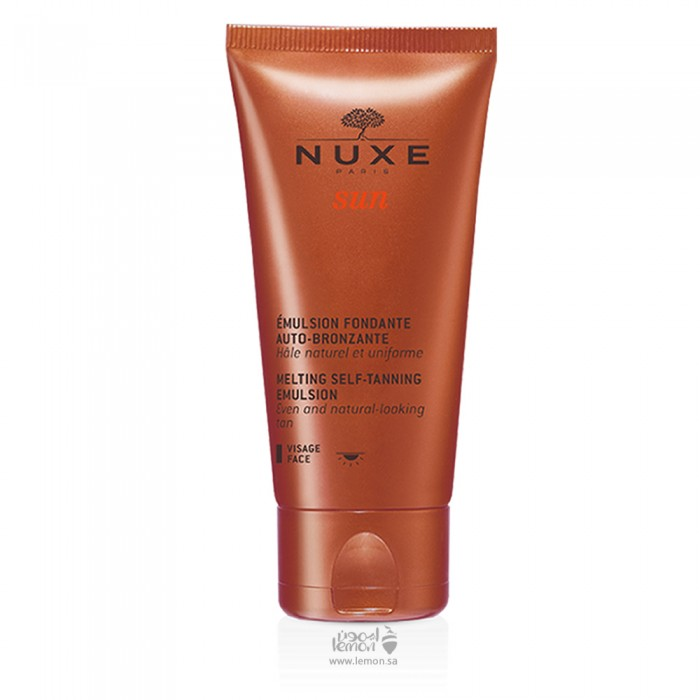 NUXE
PARIS
sun
ÉMULSION FONDANTE
AUTO-BRONZANTE
Hâle naturel et uniforme
MELTING SELF-TANNING
EMULSION
Even and natural-looking
tan
VISAGE
FACE
ليمون
lemon
www.lemon.sa